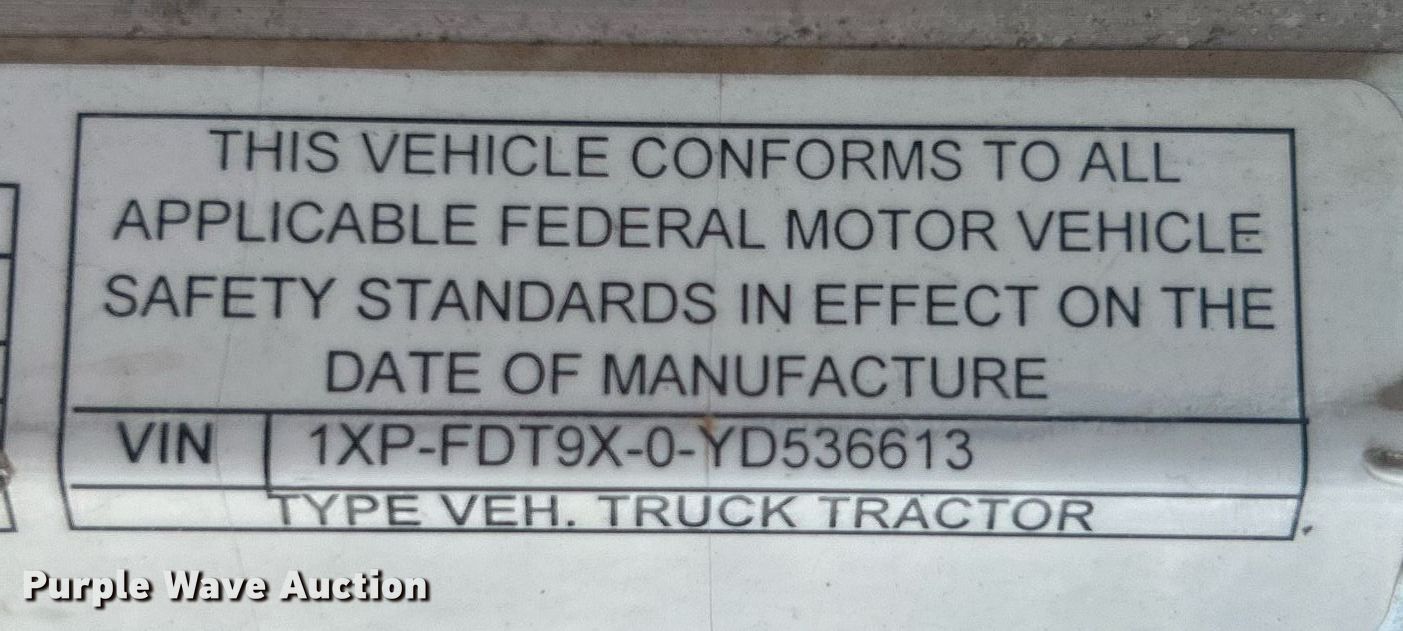 THIS VEHICLE CONFORMS TO ALL
APPLICABLE FEDERAL MOTOR VEHICLE
SAFETY STANDARDS IN EFFECT ON THE
DATE OF MANUFACTURE
VIN 1XP-FDT9X-0-YD536613
TYPE VEH. TRUCK TRACTOR
Purple Wave Auction